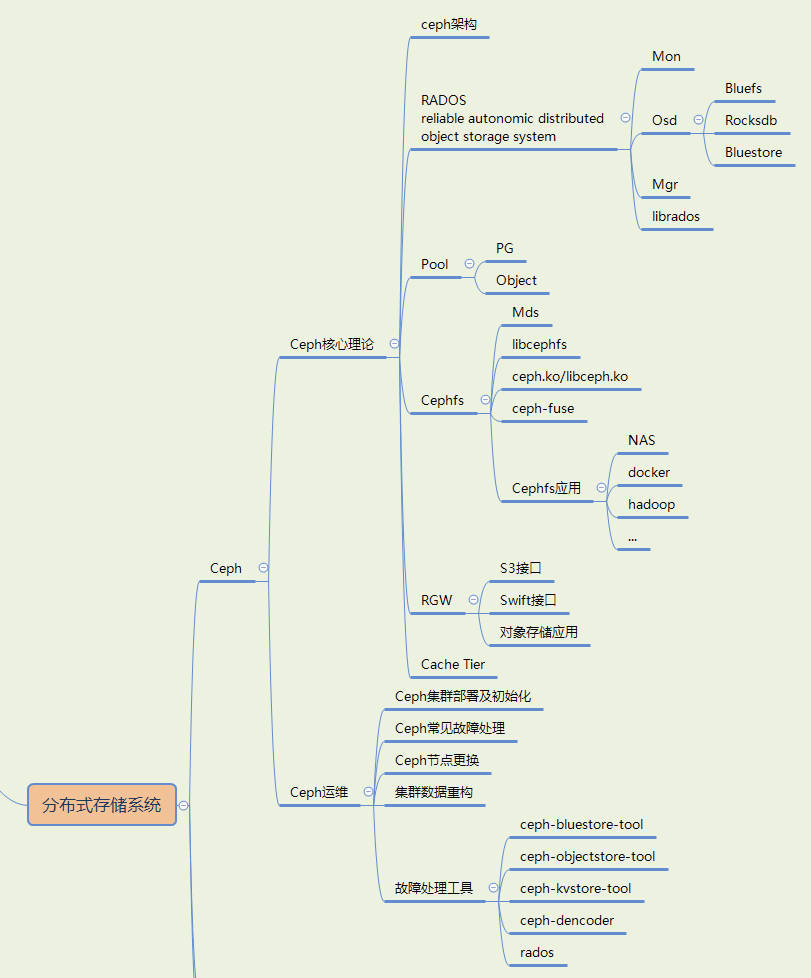 ceph架构
RADOS
reliable autonomic distributed
object storage system
Mon
Osd
Bluefs
Rocksdb
Bluestore
Mgr
librados
Pool
PG
Object
Ceph核心理论
Cephfs
Mds
libcephfs
ceph.ko/libceph.ko
ceph-fuse
Cephfs应用
NAS
docker
hadoop
...
Ceph
RGW
S3接口
Swift接口
对象存储应用
Cache Tier
Ceph集群部署及初始化
Ceph常见故障处理
Ceph节点更换
Ceph运维
集群数据重构
分布式存储系统
故障处理工具
ceph-bluestore-tool
ceph-objectstore-tool
ceph-kvstore-tool
ceph-dencoder
rados